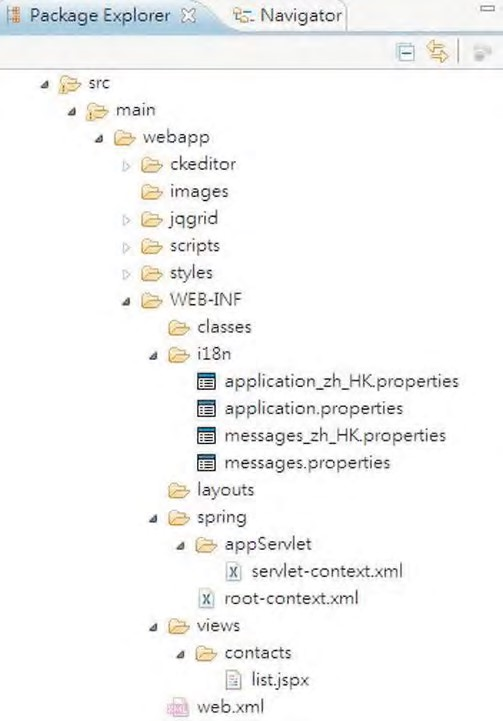 Package Explorer Navigator
src
main
webapp
ckeditor
images
jqgrid
scripts
styles
WEB-INF
classes
i18n
application_zh_HK.properties
application.properties
messages_zh_HK.properties
messages.properties
layouts
spring
appServlet
servlet-context.xml
root-context.xml
views
contacts
list.jspx
web.xml